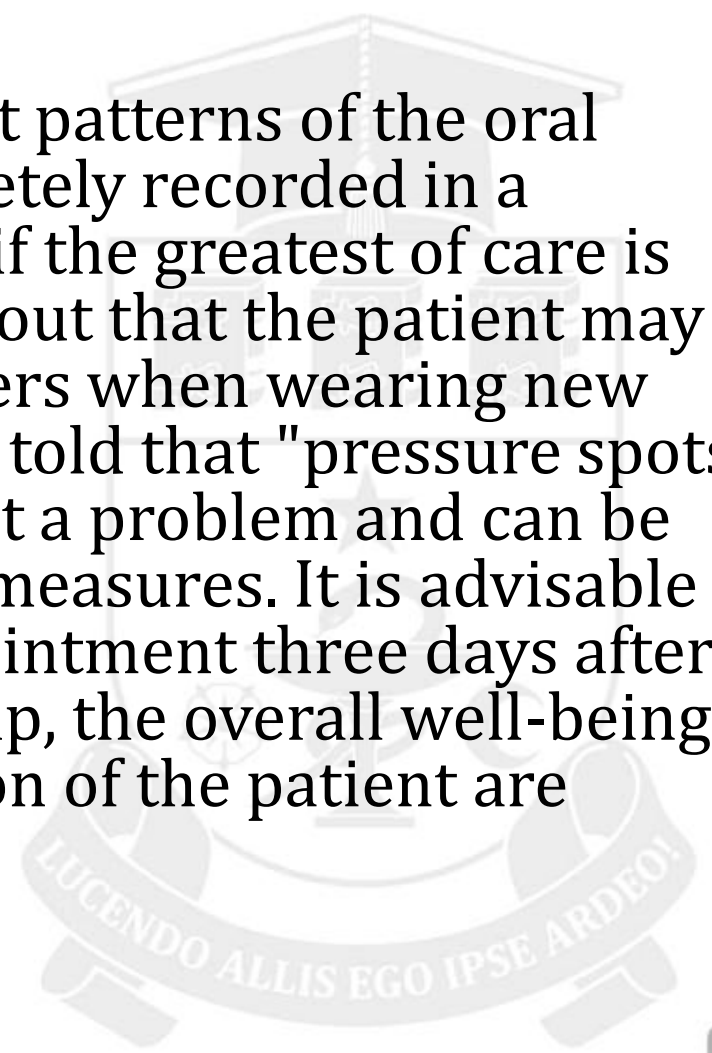 t patterns of the oral
etely recorded in a
if the greatest of care is
out that the patient may
ers when wearing new
told that "pressure spots
t a problem and can be
measures. It is advisable
intment three days after
p, the overall well-being
on of the patient are
LUCENDO ALLIS EGO IPSE ARDEO!